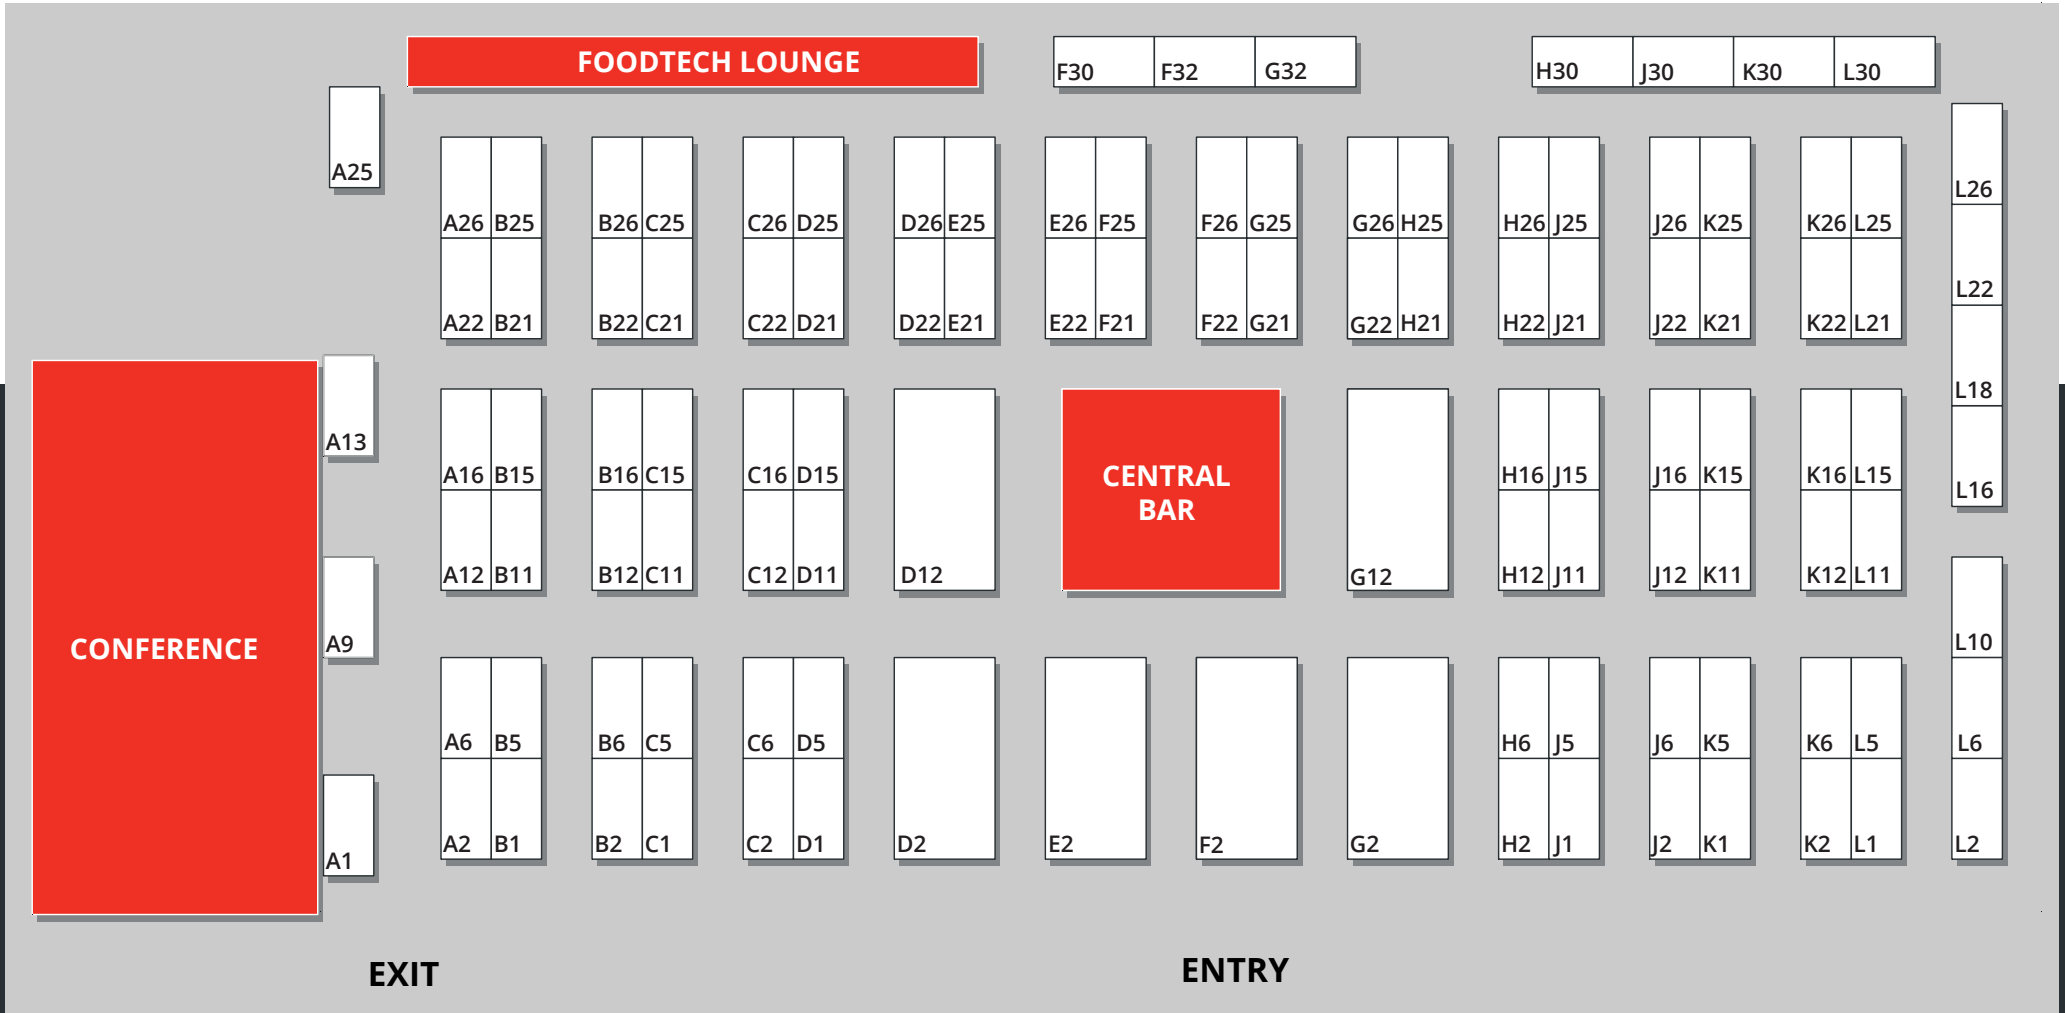 FOODTECH LOUNGE
F30 F32 G32
H30 J30 K30 L30
A25
L26
A26 B25 B26 C25 C26 D25 D26 E25 E26 F25 F26 G25 G26 H25 H26 J25 J26 K25 K26 L25
L22
A22 B21 B22 C21 C22 D21 D22 E21 E22 F21 F22 G21 G22 H21 H22 J21 J22 K21 K22 L21
L18
A13
A16 B15 B16 C15 C16 D15 H16 J15 J16 K15 K16 L15
CENTRAL
BAR
L16
A12 B11 B12 C11 C12 D11 D12 G12 H12 J11 J12 K11 K12 L11
CONFERENCE
A9
L10
A6 B5 B6 C5 C6 D5 H6 J5 J6 K5 K6 L5 L6
A2 B1 B2 C1 C2 D1 D2 E2 F2 G2 H2 J1 J2 K1 K2 L1 L2
A1
EXIT
ENTRY